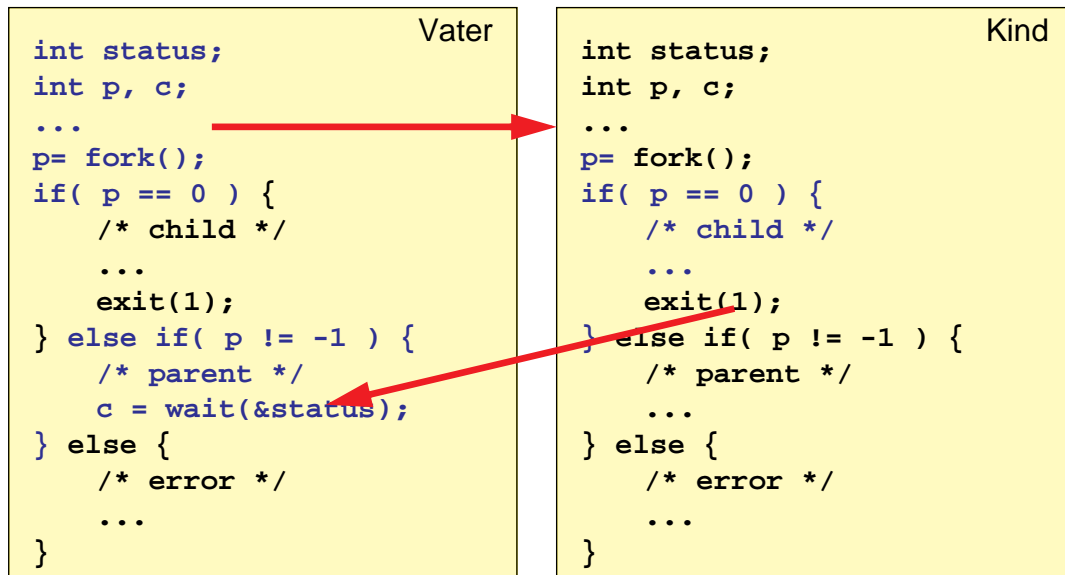 Vater
int status;
int p, c;
...
p= fork();
if( p == 0 ) {
/* child */
...
exit(1);
} else if( p != -1 ) {
/* parent */
c = wait(&status);
} else {
/* error */
...
}
Kind
int status;
int p, c;
...
p= fork();
if( p == 0 ) {
/* child */
...
exit(1);
} else if( p != -1 ) {
/* parent */
...
} else {
/* error */
...
}